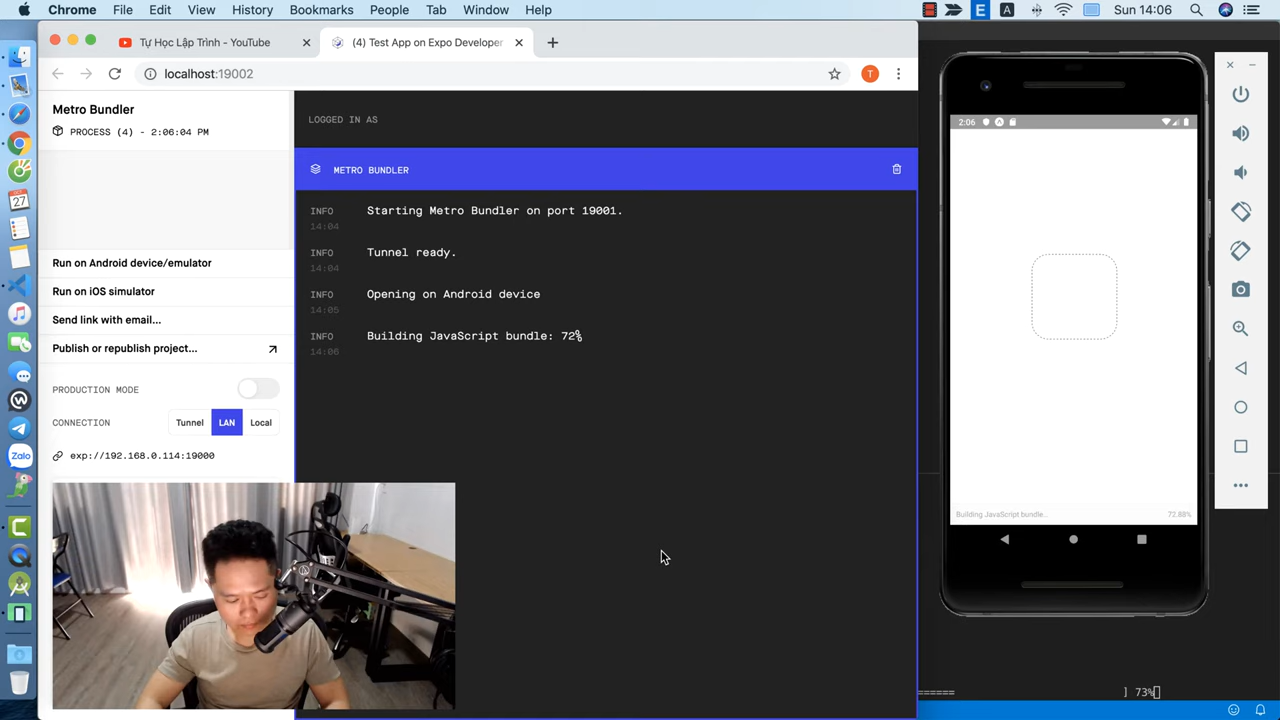 Chrome File Edit View History Bookmarks People Tab Window Help
E A Sun 14:06
Tự Học Lập Trình - YouTube
(4) Test App on Expo Developer
localhost:19002
T
Metro Bundler
PROCESS (4) - 2:06:04 PM
Run on Android device/emulator
Run on iOS simulator
Send link with email...
Publish or republish project...
PRODUCTION MODE
CONNECTION Tunnel LAN Local
exp://192.168.0.114:19000
LOGGED IN AS
METRO BUNDLER
INFO Starting Metro Bundler on port 19001.
14:04
INFO Tunnel ready.
14:04
INFO Opening on Android device
14:05
INFO Building JavaScript bundle: 72%
14:06
2:06
Building JavaScript bundle... 72.88%
====== ] 73%
27
Zalo